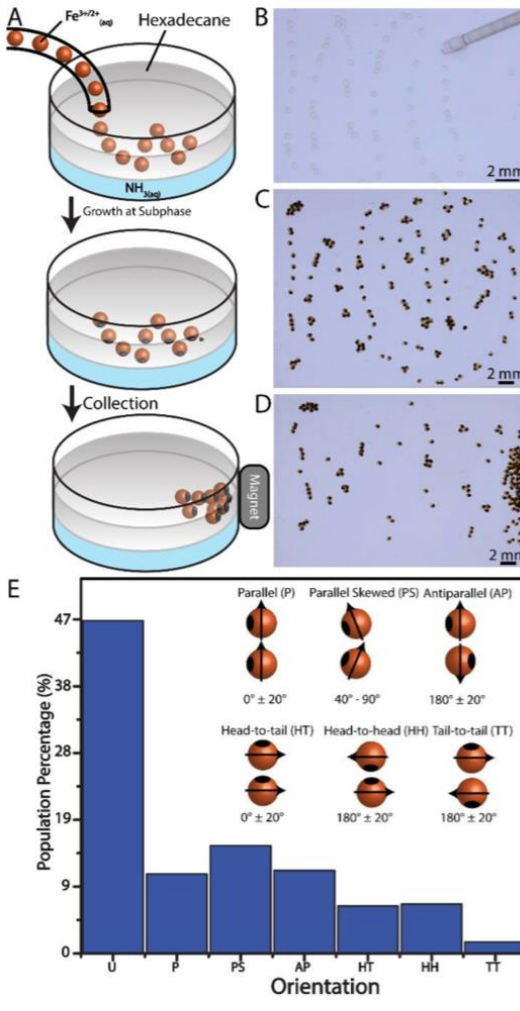 A
Fe3+/2+(aq)
Hexadecane
NH3(aq)
Growth at Subphase
Collection
Magnet
B
2 mm
C
2 mm
D
2 mm
E
Population Percentage (%)
47
38
28
19
9
0
Parallel (P)
Parallel Skewed (PS)
Antiparallel (AP)
0° ± 20°
40° - 90°
180° ± 20°
Head-to-tail (HT)
Head-to-head (HH)
Tail-to-tail (TT)
0° ± 20°
180° ± 20°
180° ± 20°
U
P
PS
AP
HT
HH
TT
Orientation